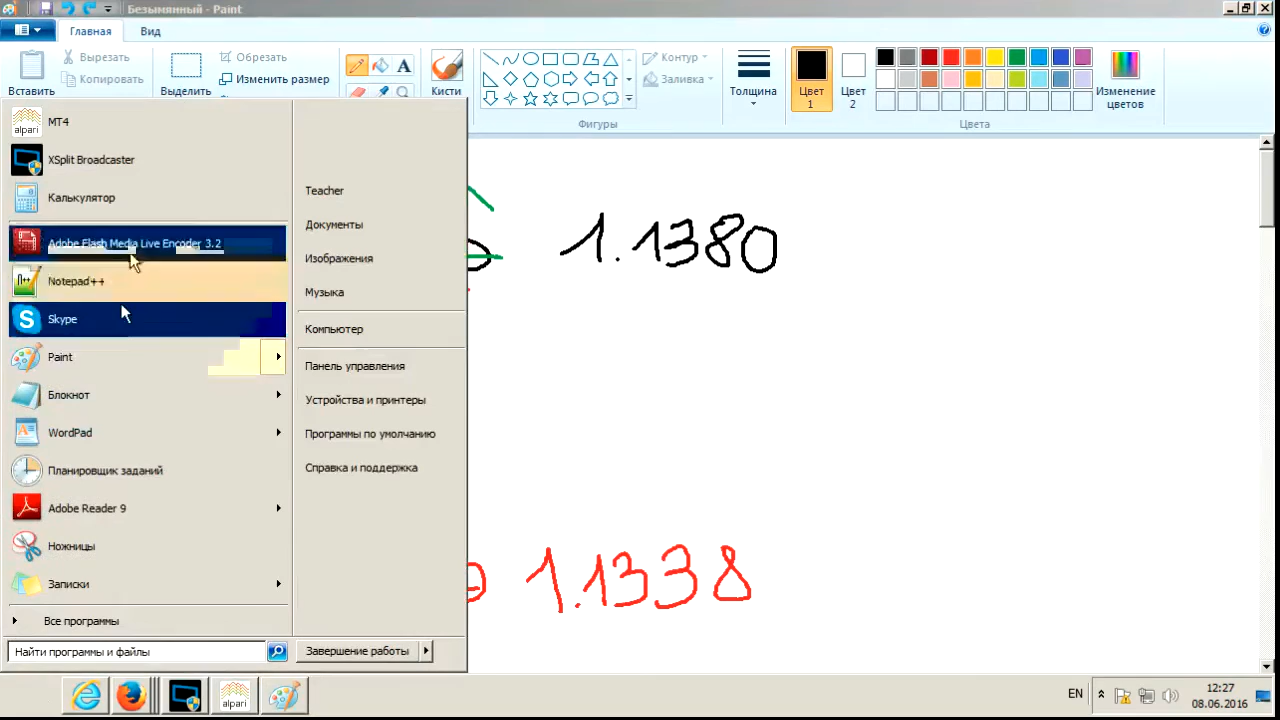 Безымянный - Paint
Главная
Вид
Вставить
Вырезать
Копировать
Выделить
Обрезать
Изменить размер
A
Кисти
Контур
Заливка
Фигуры
Толщина
Цвет 1
Цвет 2
Изменение цветов
Цвета
alpari
MT4
XSplit Broadcaster
Калькулятор
Adobe Flash Media Live Encoder 3.2
Notepad++
Skype
Paint
Блокнот
WordPad
Планировщик заданий
Adobe Reader 9
Ножницы
Записки
Все программы
Найти программы и файлы
Teacher
Документы
Изображения
Музыка
Компьютер
Панель управления
Устройства и принтеры
Программы по умолчанию
Справка и поддержка
Завершение работы
1.1380
1.1338
alpari
EN
12:27
08.06.2016